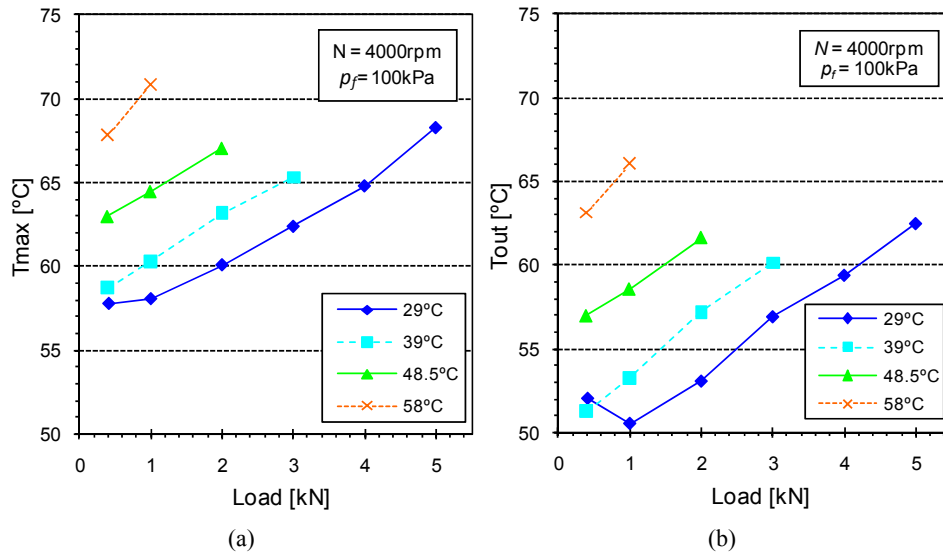 75
70
65
60
55
50
Tmax [ºC]
N = 4000rpm
p_f = 100kPa
29ºC
39ºC
48.5ºC
58ºC
0 1 2 3 4 5
Load [kN]
(a)
75
70
65
60
55
50
Tout [ºC]
N = 4000rpm
p_f = 100kPa
29ºC
39ºC
48.5ºC
58ºC
0 1 2 3 4 5
Load [kN]
(b)